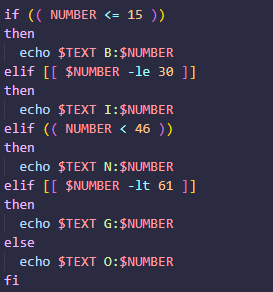 if (( NUMBER <= 15 ))
then
  echo $TEXT B:$NUMBER
elif [[ $NUMBER -le 30 ]]
then
  echo $TEXT I:$NUMBER
elif (( NUMBER < 46 ))
then
  echo $TEXT N:$NUMBER
elif [[ $NUMBER -lt 61 ]]
then
  echo $TEXT G:$NUMBER
else
  echo $TEXT O:$NUMBER
fi